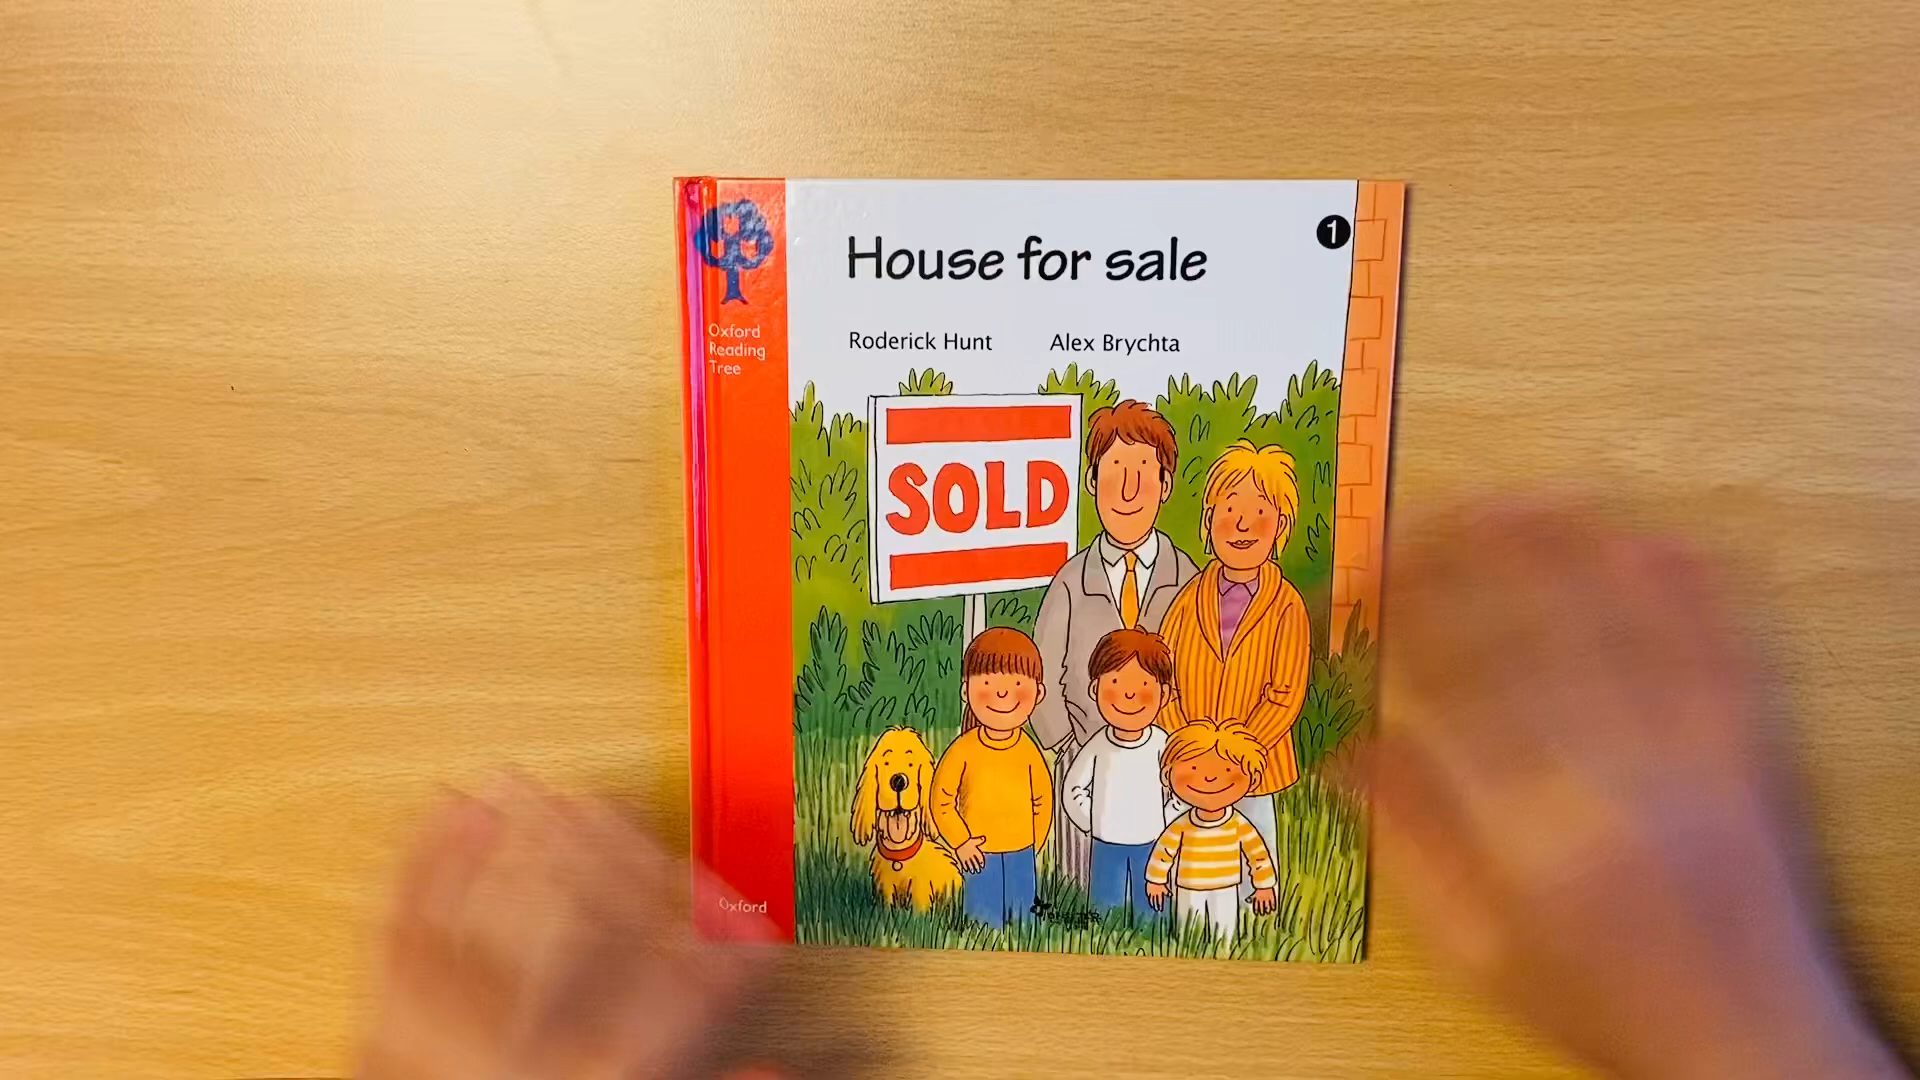 House for sale
1
Roderick Hunt
Alex Brychta
Oxford
Reading
Tree
SOLD
Oxford